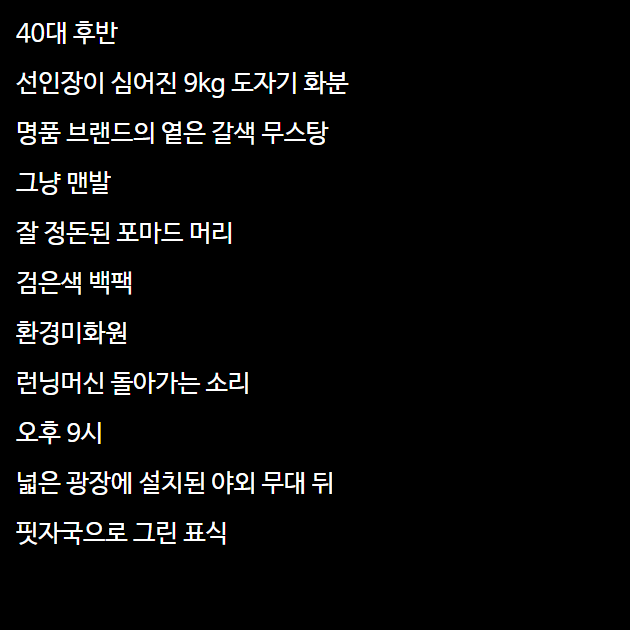 40대 후반
선인장이 심어진 9kg 도자기 화분
명품 브랜드의 옅은 갈색 무스탕
그냥 맨발
잘 정돈된 포마드 머리
검은색 백팩
환경미화원
런닝머신 돌아가는 소리
오후 9시
넓은 광장에 설치된 야외 무대 뒤
핏자국으로 그린 표식